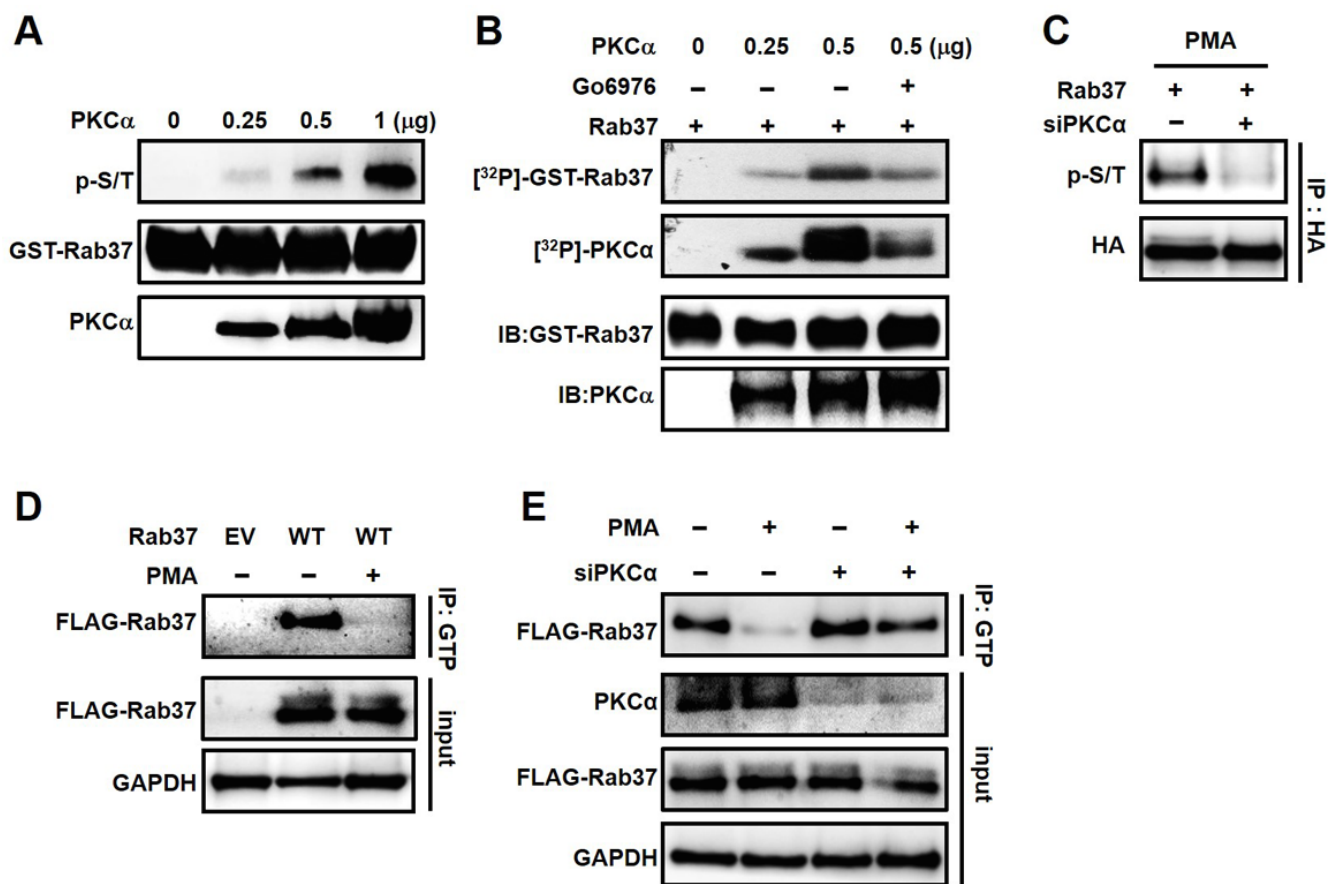 A
PKCα 0 0.25 0.5 1 (μg)
p-S/T
GST-Rab37
PKCα
B
PKCα 0 0.25 0.5 0.5 (μg)
Go6976 – – – +
Rab37 + + + +
[³²P]-GST-Rab37
[³²P]-PKCα
IB:GST-Rab37
IB:PKCα
C
PMA
Rab37 + +
siPKCα – +
p-S/T
HA
IP : HA
D
Rab37 EV WT WT
PMA – – +
FLAG-Rab37
IP: GTP
FLAG-Rab37
GAPDH
input
E
PMA – + – +
siPKCα – – + +
FLAG-Rab37
IP: GTP
PKCα
FLAG-Rab37
GAPDH
input